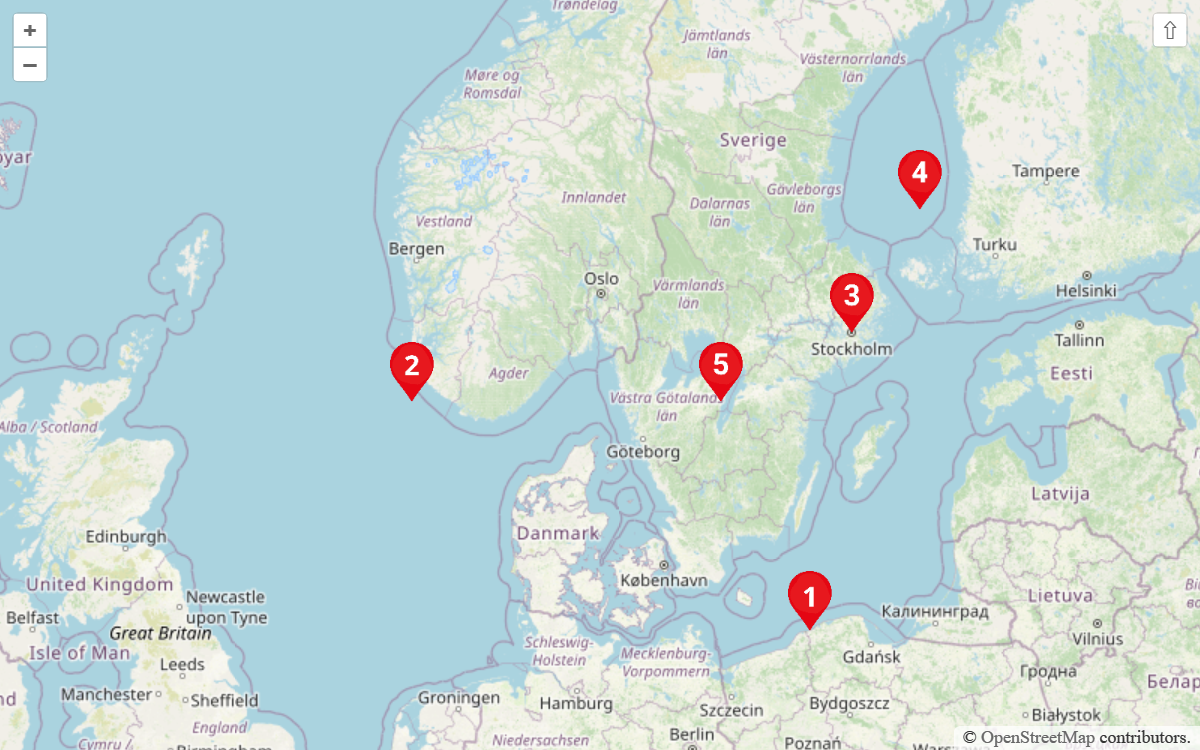 +
−
⇧
Trøndelag
Jämtlands
län
Västernorrlands
län
Møre og
Romsdal
Sverige
øyar
4
Tampere
Gävleborgs
län
Innlandet
Dalarnas
län
Vestland
Bergen
Turku
Oslo
Värmlands
län
3
Helsinki
Stockholm
Tallinn
2
5
Agder
Eesti
Västra Götalands
län
Alba / Scotland
Göteborg
Latvija
Edinburgh
Danmark
United Kingdom
København
1
Newcastle
upon Tyne
Lietuva
Калининград
Belfast
Great Britain
Vilnius
Isle of Man
Schleswig-
Holstein
Mecklenburg-
Vorpommern
Gdańsk
Leeds
Гродна
Manchester
Sheffield
Groningen
Hamburg
Szczecin
Bydgoszcz
Białystok
England
Cymru /
Birmingham
Niedersachsen
Berlin
Poznań
© OpenStreetMap contributors.